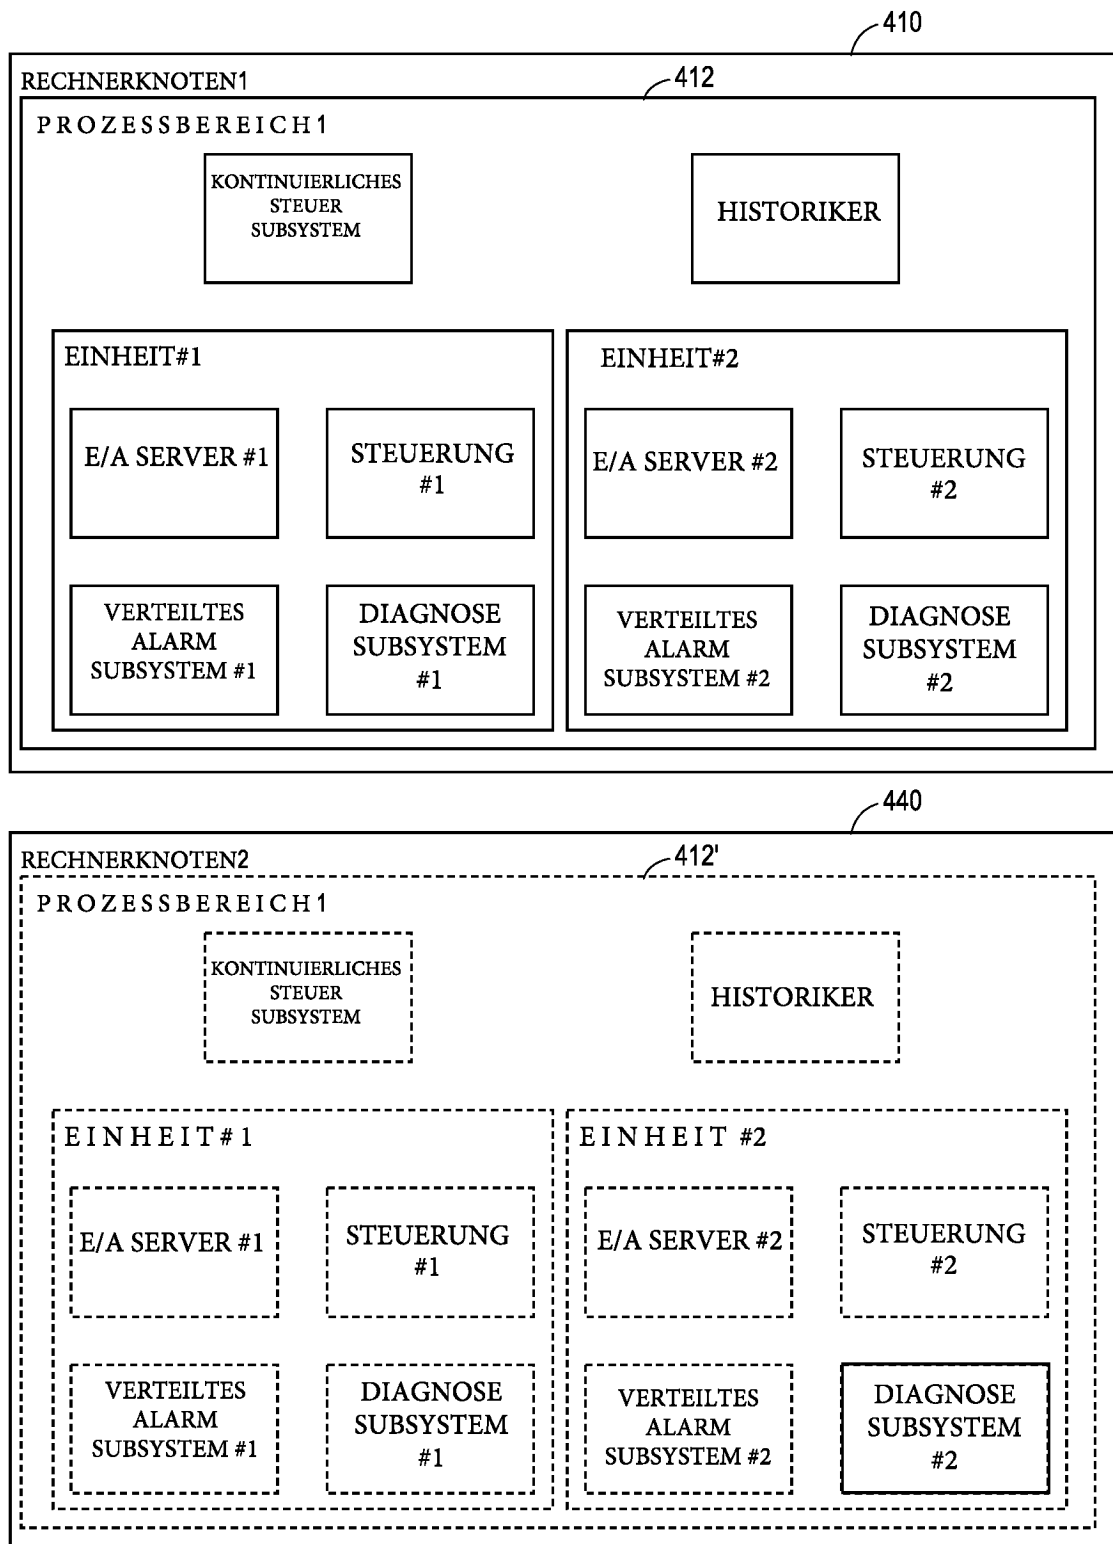 410
RECHNERKNOTEN1
412
PROZESSBEREICH1
KONTINUIERLICHES
STEUER
SUBSYSTEM
HISTORIKER
EINHEIT#1
E/A SERVER #1
STEUERUNG
#1
VERTEILTES
ALARM
SUBSYSTEM #1
DIAGNOSE
SUBSYSTEM
#1
EINHEIT#2
E/A SERVER #2
STEUERUNG
#2
VERTEILTES
ALARM
SUBSYSTEM #2
DIAGNOSE
SUBSYSTEM
#2
440
RECHNERKNOTEN2
412'
PROZESSBEREICH1
KONTINUIERLICHES
STEUER
SUBSYSTEM
HISTORIKER
EINHEIT# 1
E/A SERVER #1
STEUERUNG
#1
VERTEILTES
ALARM
SUBSYSTEM #1
DIAGNOSE
SUBSYSTEM
#1
EINHEIT #2
E/A SERVER #2
STEUERUNG
#2
VERTEILTES
ALARM
SUBSYSTEM #2
DIAGNOSE
SUBSYSTEM
#2